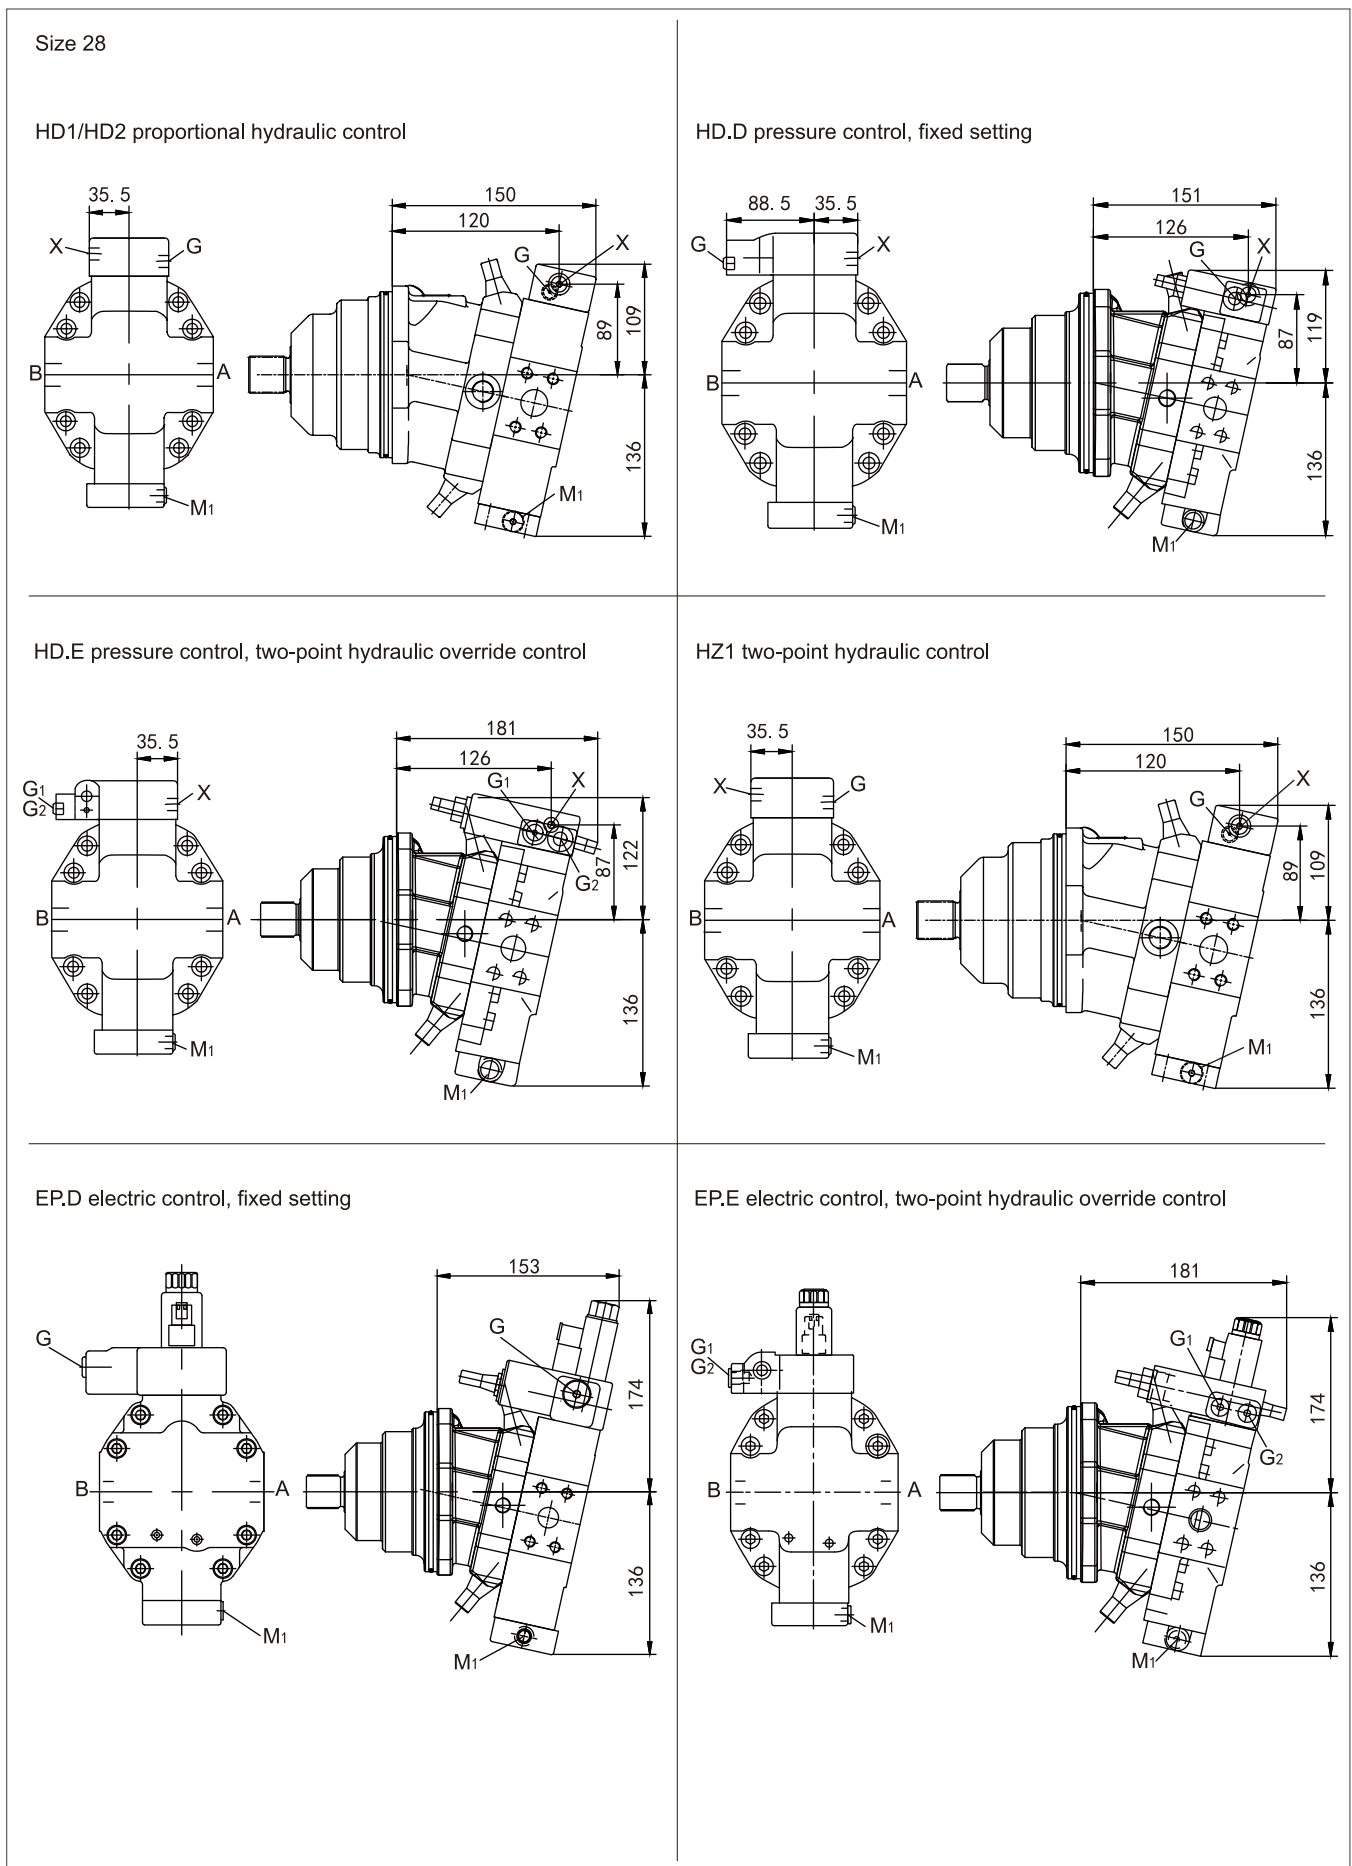 Size 28
HD1/HD2 proportional hydraulic control
35.5
X
G
B
A
M1
150
120
G
X
89
109
136
M1
HD.D pressure control, fixed setting
88.5
35.5
G
X
B
A
M1
151
126
G
X
87
119
136
M1
HD.E pressure control, two-point hydraulic override control
35.5
G1
G2
X
B
A
M1
181
126
G1
X
87
122
G2
136
M1
HZ1 two-point hydraulic control
35.5
X
G
B
A
M1
150
120
G
X
89
109
136
M1
EP.D electric control, fixed setting
G
B
A
M1
153
G
174
136
M1
EP.E electric control, two-point hydraulic override control
G1
G2
B
A
M1
181
G1
174
G2
136
M1